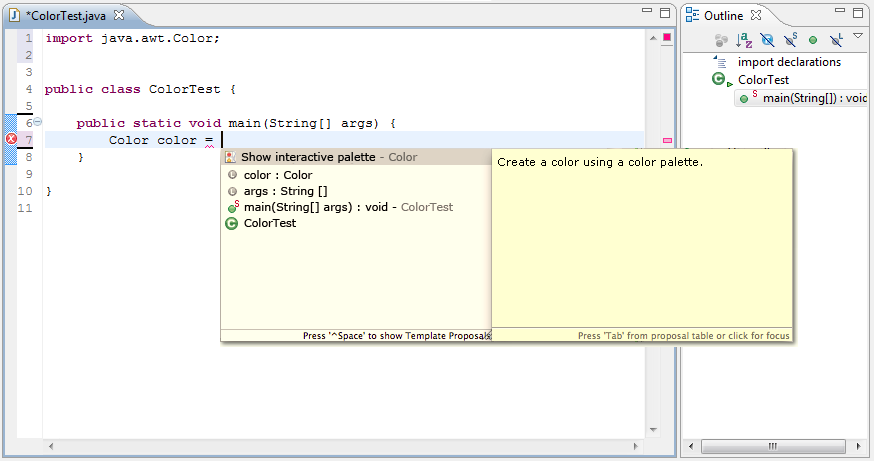 *ColorTest.java
1 import java.awt.Color;
2
3
4 public class ColorTest {
5
6 public static void main(String[] args) {
7 Color color =
8 }
9
10 }
11
Show interactive palette - Color
color : Color
args : String []
main(String[] args) : void - ColorTest
ColorTest
Press '^Space' to show Template Proposals
Create a color using a color palette.
Press 'Tab' from proposal table or click for focus
Outline
import declarations
ColorTest
main(String[]) : void